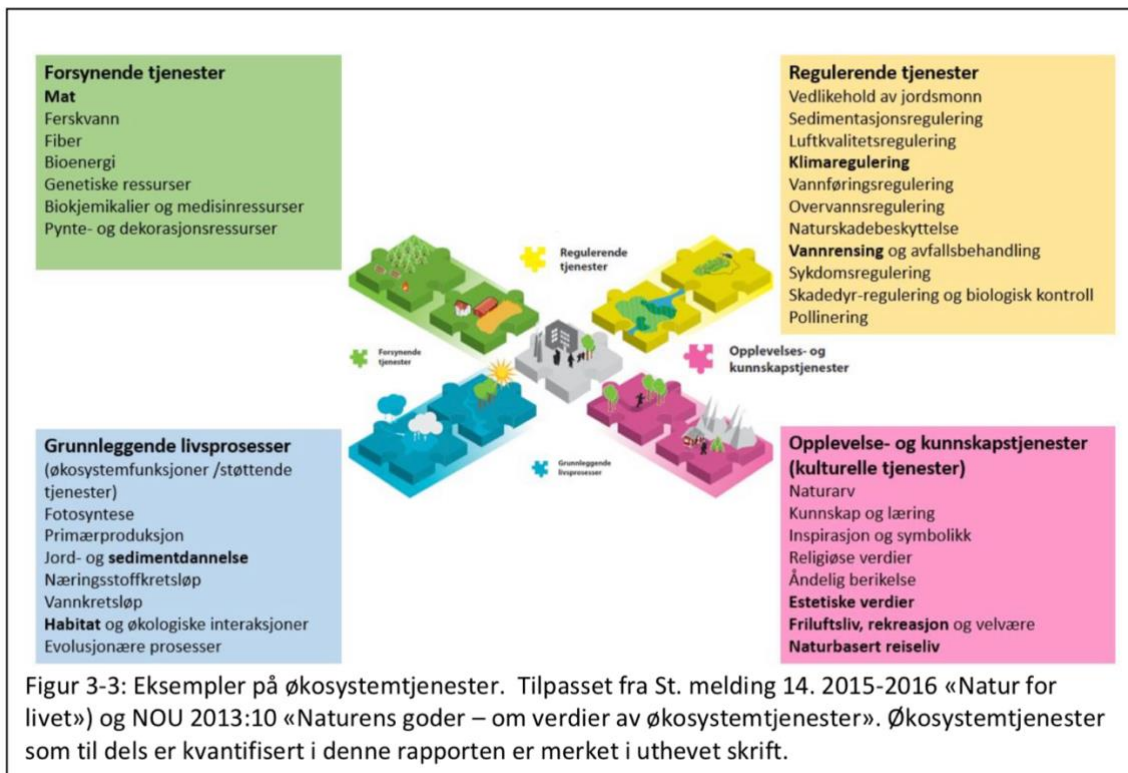 Forsynende tjenester
Mat
Ferskvann
Fiber
Bioenergi
Genetiske ressurser
Biokjemikalier og medisinressurser
Pynte- og dekorasjonsressurser
Regulerende tjenester
Vedlikehold av jordsmonn
Sedimentasjonsregulering
Luftkvalitetsregulering
Klimaregulering
Vannføringsregulering
Overvannsregulering
Naturskadebeskyttelse
Vannrensing og avfallsbehandling
Sykdomsregulering
Skadedyr-regulering og biologisk kontroll
Pollinering
Regulerende
tjenester
Forsynende
tjenester
Opplevelses- og
kunnskapstjenester
Grunnleggende
livsprosesser
Grunnleggende livsprosesser
(økosystemfunksjoner /støttende
tjenester)
Fotosyntese
Primærproduksjon
Jord- og sedimentdannelse
Næringsstoffkretsløp
Vannkretsløp
Habitat og økologiske interaksjoner
Evolusjonære prosesser
Opplevelse- og kunnskapstjenester
(kulturelle tjenester)
Naturarv
Kunnskap og læring
Inspirasjon og symbolikk
Religiøse verdier
Åndelig berikelse
Estetiske verdier
Friluftsliv, rekreasjon og velvære
Naturbasert reiseliv
Figur 3-3: Eksempler på økosystemtjenester. Tilpasset fra St. melding 14. 2015-2016 «Natur for
livet») og NOU 2013:10 «Naturens goder – om verdier av økosystemtjenester». Økosystemtjenester
som til dels er kvantifisert i denne rapporten er merket i uthevet skrift.